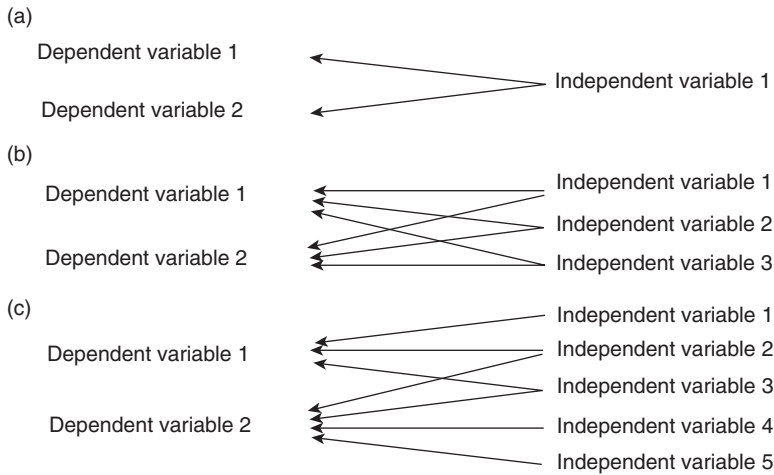 (a)
Dependent variable 1
Independent variable 1
Dependent variable 2
(b)
Independent variable 1
Dependent variable 1
Independent variable 2
Dependent variable 2
Independent variable 3
(c)
Independent variable 1
Dependent variable 1
Independent variable 2
Independent variable 3
Dependent variable 2
Independent variable 4
Independent variable 5